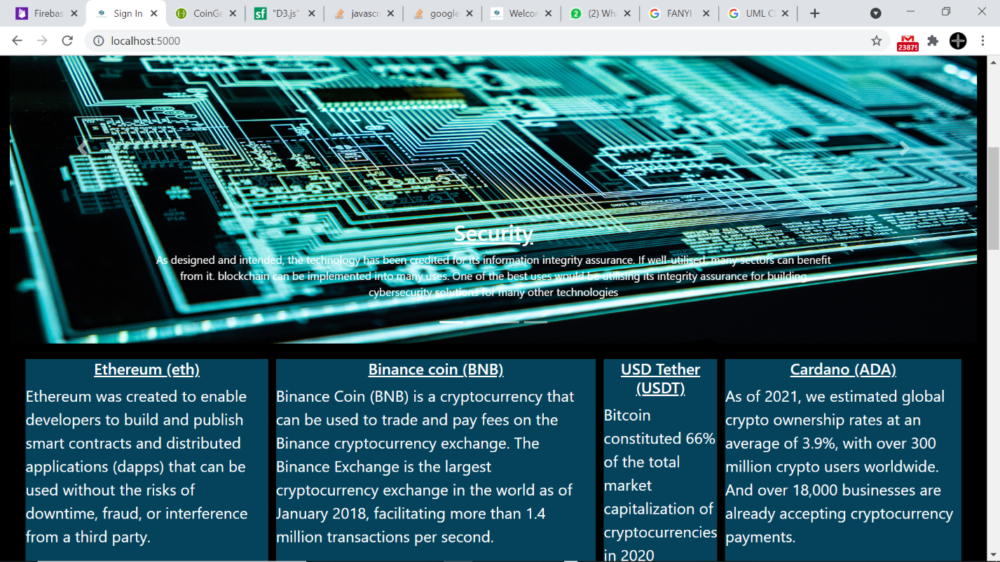 Firebas
Sign In
CoinGe
"D3.js"
javascr
google
Welcor
(2) Wh
FANYI
UML C
localhost:5000
23879
Security
As designed and intended, the technology has been credited for its information integrity assurance. If well-utilised, many sectors can benefit
from it. blockchain can be implemented into many uses. One of the best uses would be utilising its integrity assurance for building
cybersecurity solutions for many other technologies
Ethereum (eth)
Ethereum was created to enable
developers to build and publish
smart contracts and distributed
applications (dapps) that can be
used without the risks of
downtime, fraud, or interference
from a third party.
Binance coin (BNB)
Binance Coin (BNB) is a cryptocurrency that
can be used to trade and pay fees on the
Binance cryptocurrency exchange. The
Binance Exchange is the largest
cryptocurrency exchange in the world as of
January 2018, facilitating more than 1.4
million transactions per second.
USD Tether
(USDT)
Bitcoin
constituted 66%
of the total
market
capitalization of
cryptocurrencies
in 2020
Cardano (ADA)
As of 2021, we estimated global
crypto ownership rates at an
average of 3.9%, with over 300
million crypto users worldwide.
And over 18,000 businesses are
already accepting cryptocurrency
payments.